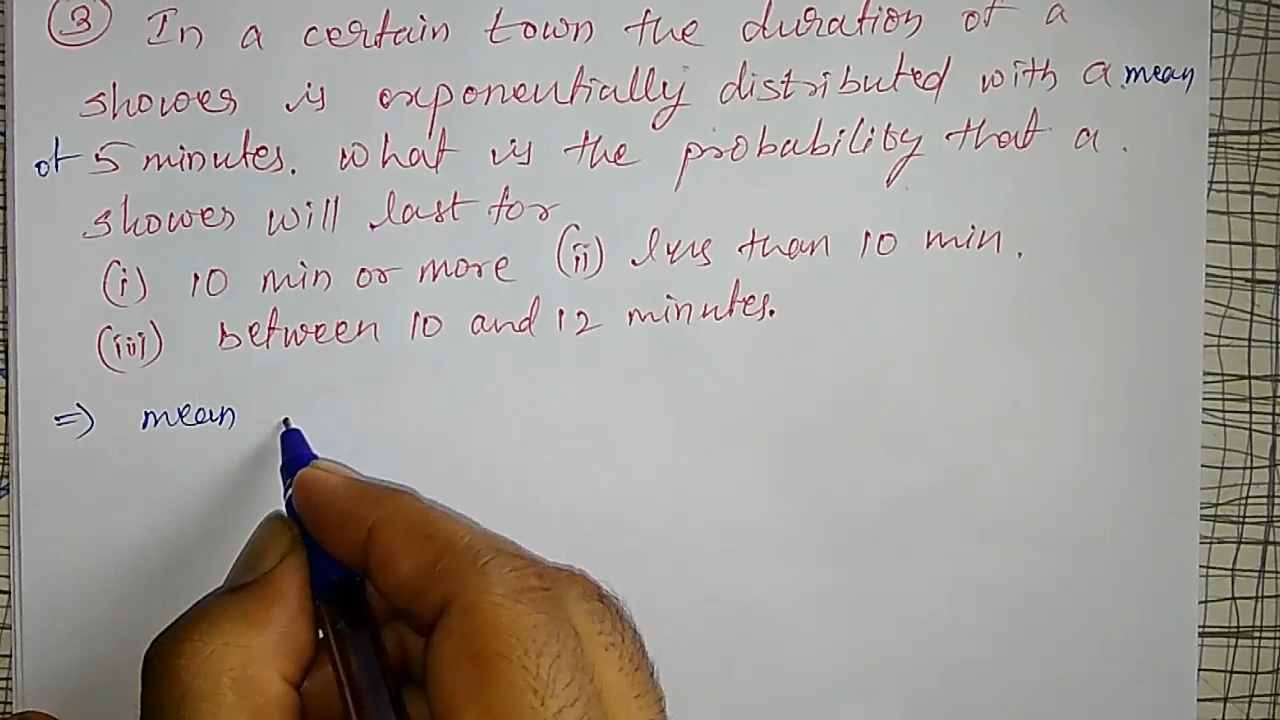 ③ In a certain town the duration of a
shower is exponentially distributed with a mean
of 5 minutes. What is the probability that a.
shower will last for
(i) 10 min or more (ii) less than 10 min.
(iii) between 10 and 12 minutes.
=> mean